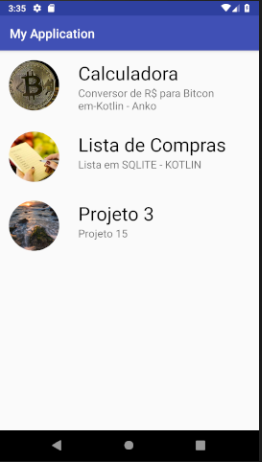 3:35
My Application
Calculadora
Conversor de R$ para Bitcon
em-Kotlin - Anko
Lista de Compras
Lista em SQLITE - KOTLIN
Projeto 3
Projeto 15